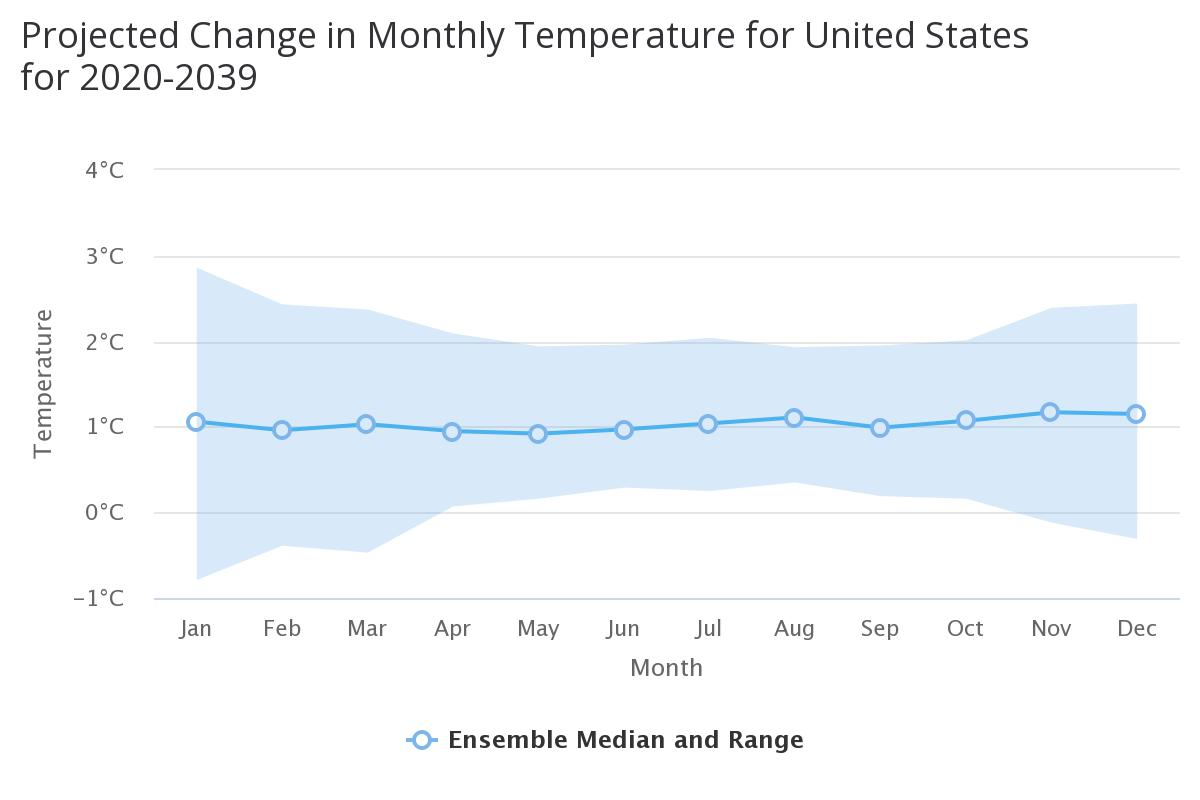 Projected Change in Monthly Temperature for United States
for 2020-2039
4°C
3°C
2°C
1°C
0°C
−1°C
Temperature
Jan Feb Mar Apr May Jun Jul Aug Sep Oct Nov Dec
Month
Ensemble Median and Range